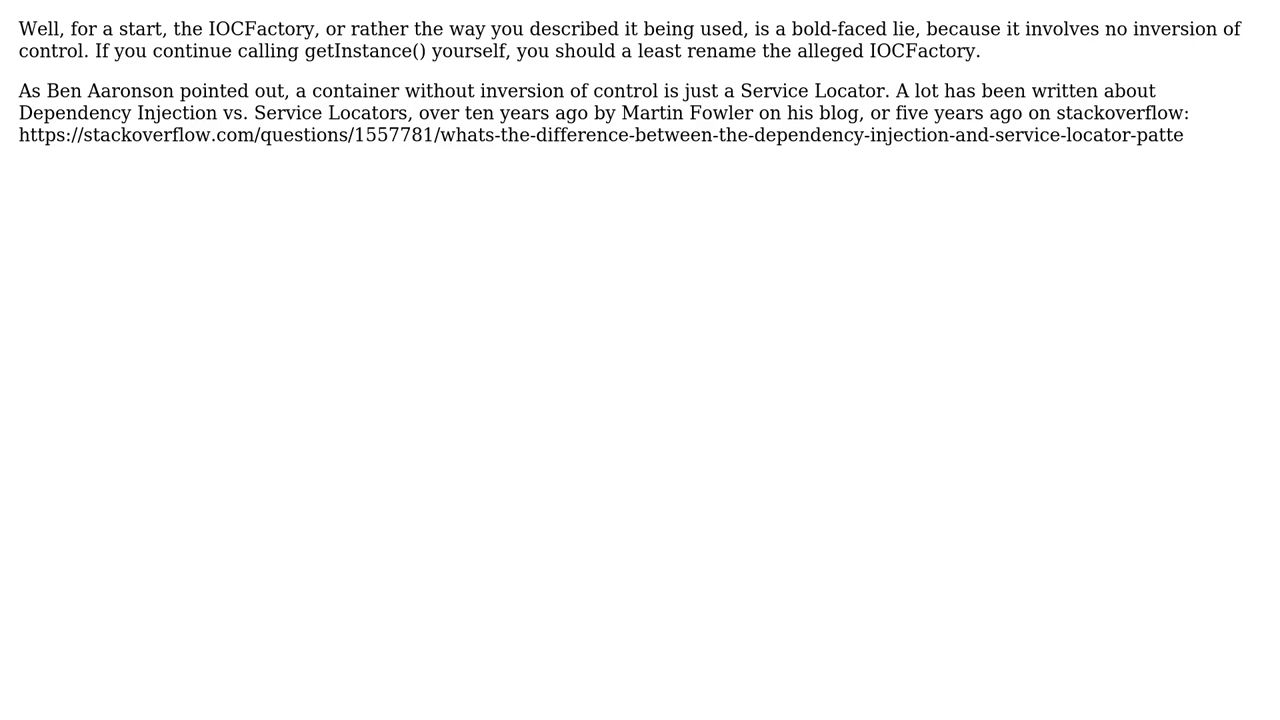 Well, for a start, the IOCFactory, or rather the way you described it being used, is a bold-faced lie, because it involves no inversion of
control. If you continue calling getInstance() yourself, you should a least rename the alleged IOCFactory.
As Ben Aaronson pointed out, a container without inversion of control is just a Service Locator. A lot has been written about
Dependency Injection vs. Service Locators, over ten years ago by Martin Fowler on his blog, or five years ago on stackoverflow:
https://stackoverflow.com/questions/1557781/whats-the-difference-between-the-dependency-injection-and-service-locator-patte